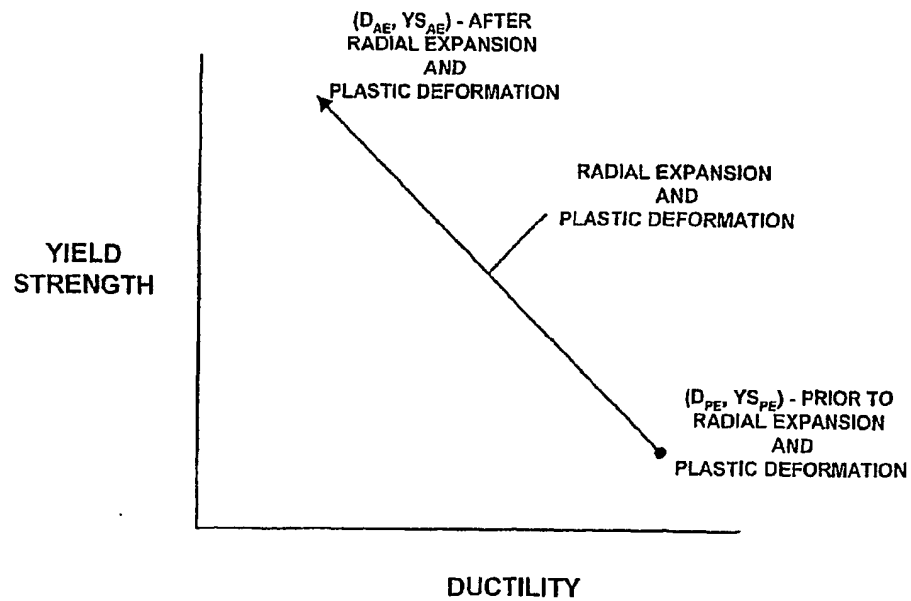 (D_AE, YS_AE) - AFTER
RADIAL EXPANSION
AND
PLASTIC DEFORMATION
RADIAL EXPANSION
AND
PLASTIC DEFORMATION
YIELD
STRENGTH
(D_PE, YS_PE) - PRIOR TO
RADIAL EXPANSION
AND
PLASTIC DEFORMATION
DUCTILITY